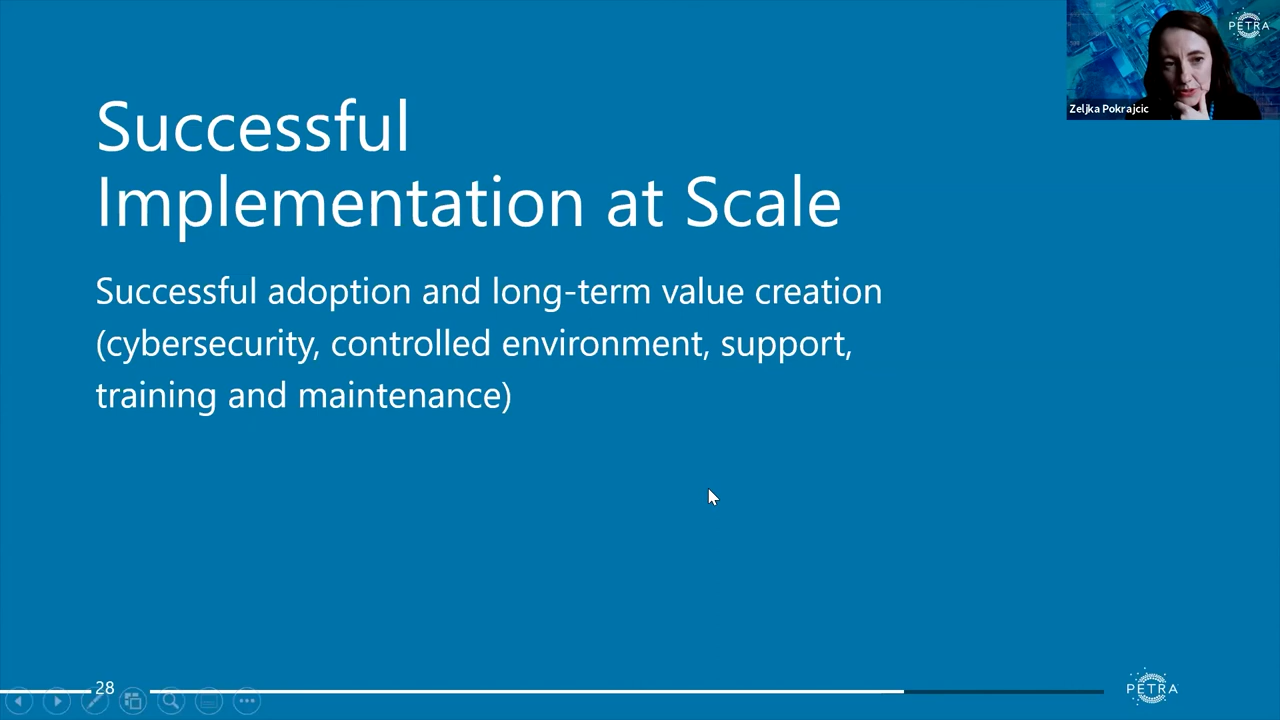 PETRA
Zeljka Pokrajcic
Successful
Implementation at Scale
Successful adoption and long-term value creation
(cybersecurity, controlled environment, support,
training and maintenance)
28
PETRA